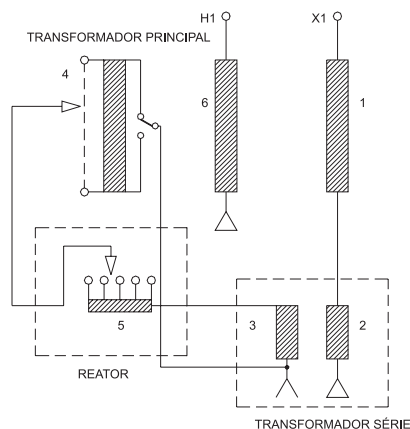 H1
X1
TRANSFORMADOR PRINCIPAL
4
6
1
5
3
2
REATOR
TRANSFORMADOR SÉRIE